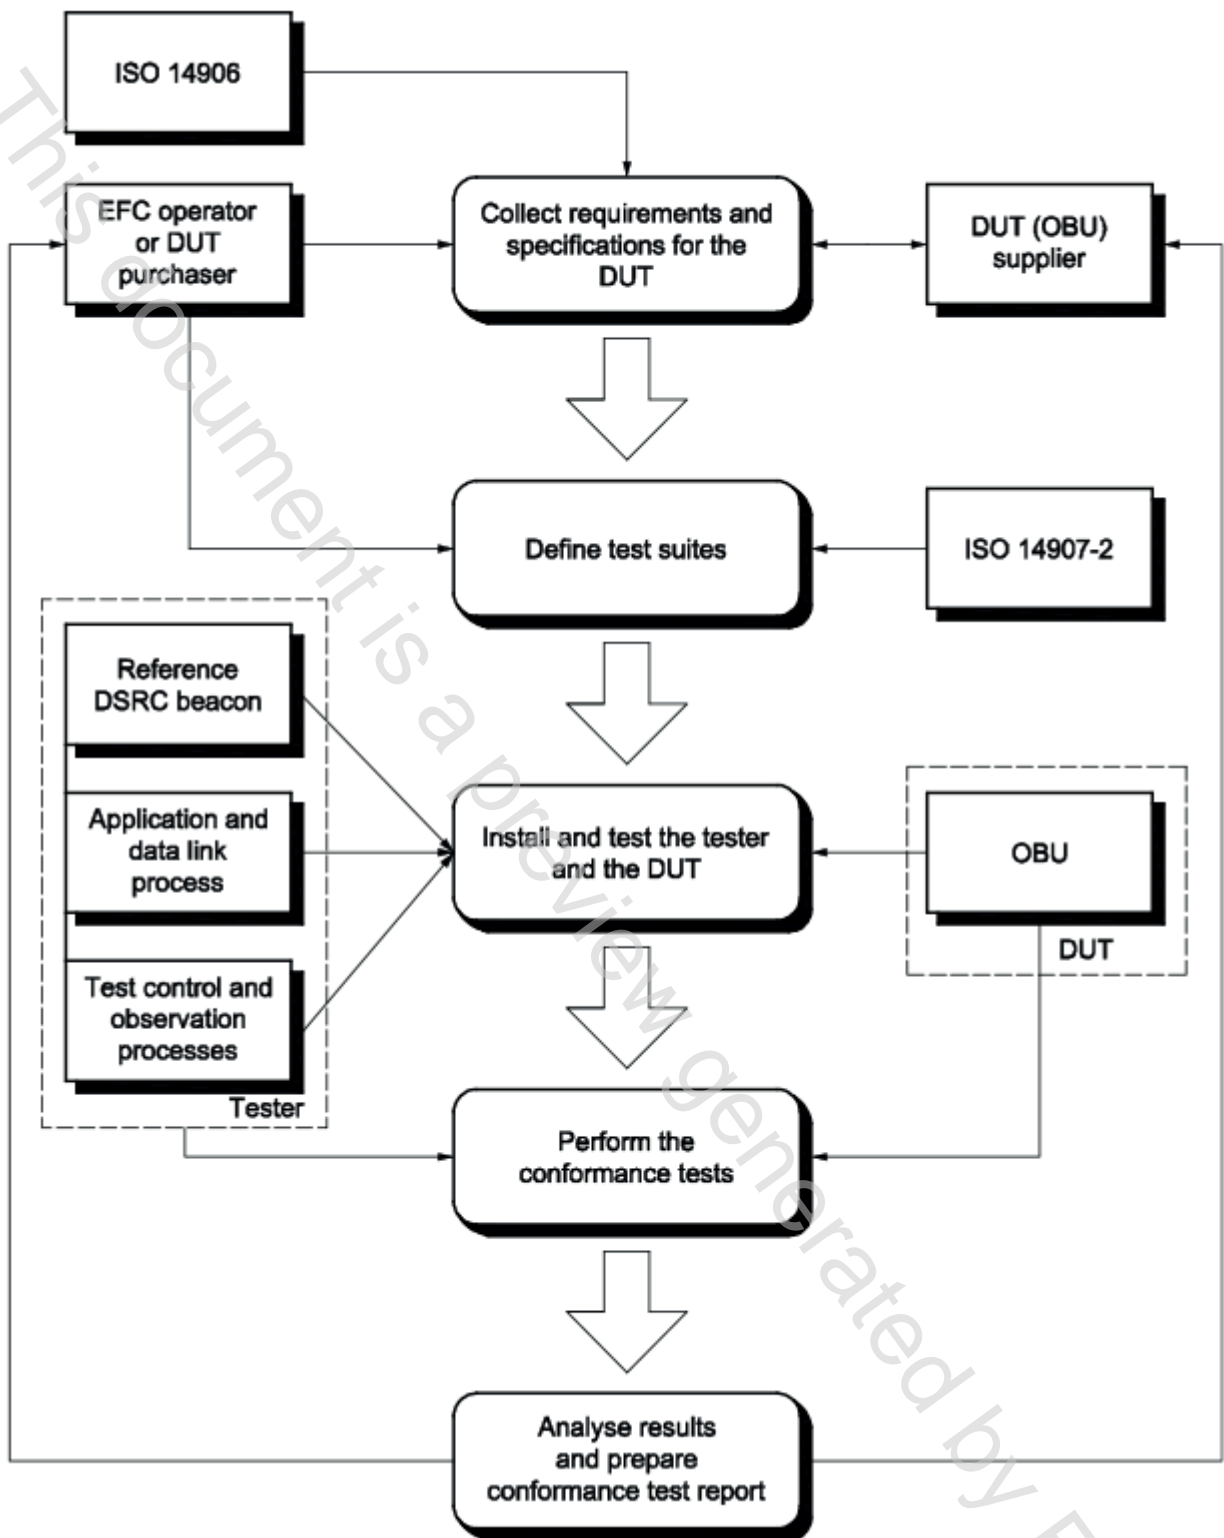 ISO 14906
EFC operator
or DUT
purchaser
Collect requirements and
specifications for the
DUT
DUT (OBU)
supplier
Define test suites
ISO 14907-2
Reference
DSRC beacon
Application and
data link
process
Test control and
observation
processes
Tester
Install and test the tester
and the DUT
OBU
DUT
Perform the
conformance tests
Analyse results
and prepare
conformance test report
This document is a preview generated by